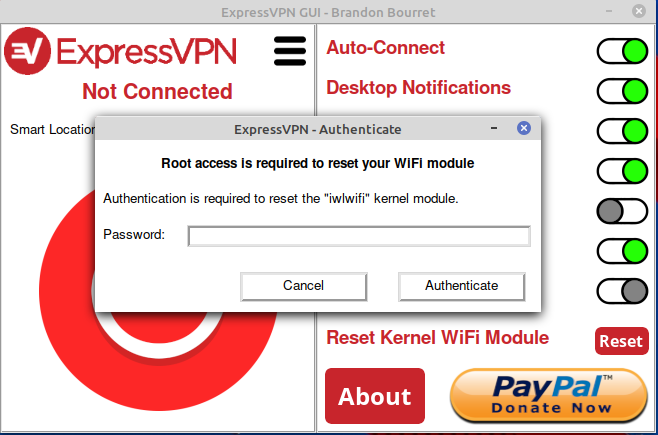 ExpressVPN GUI - Brandon Bourret
ExpressVPN
Not Connected
Smart Location
Auto-Connect
Desktop Notifications
ExpressVPN - Authenticate
Root access is required to reset your WiFi module
Authentication is required to reset the "iwlwifi" kernel module.
Password:
Cancel
Authenticate
Reset Kernel WiFi Module
Reset
About
PayPal™
Donate Now